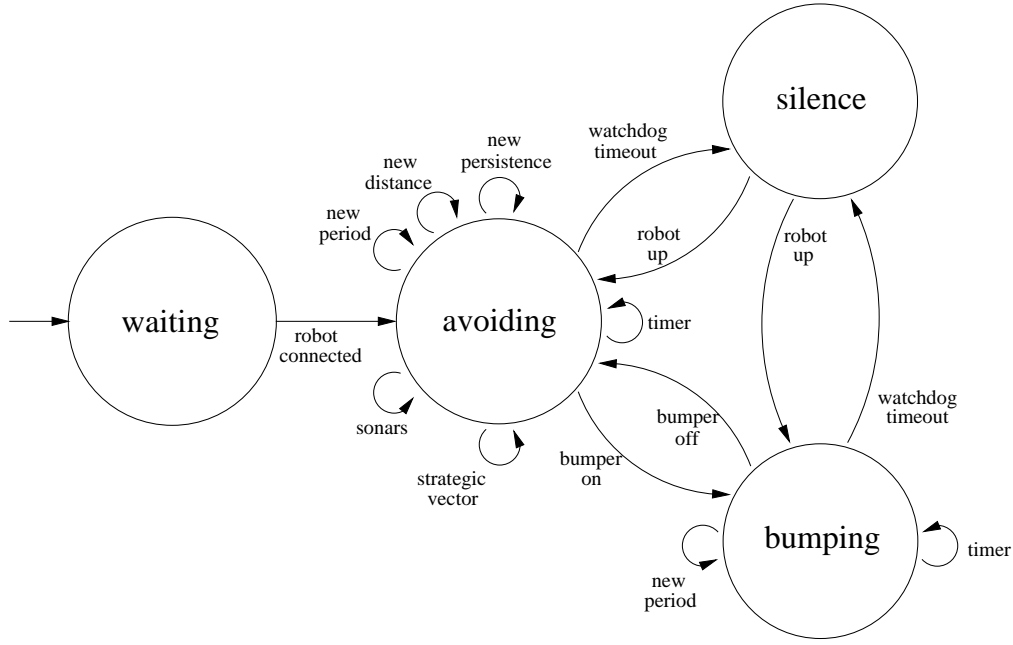 silence
new
persistence
watchdog
timeout
new
distance
new
period
robot
up
robot
up
waiting
avoiding
timer
robot
connected
watchdog
timeout
bumper
off
sonars
bumper
on
strategic
vector
bumping
timer
new
period